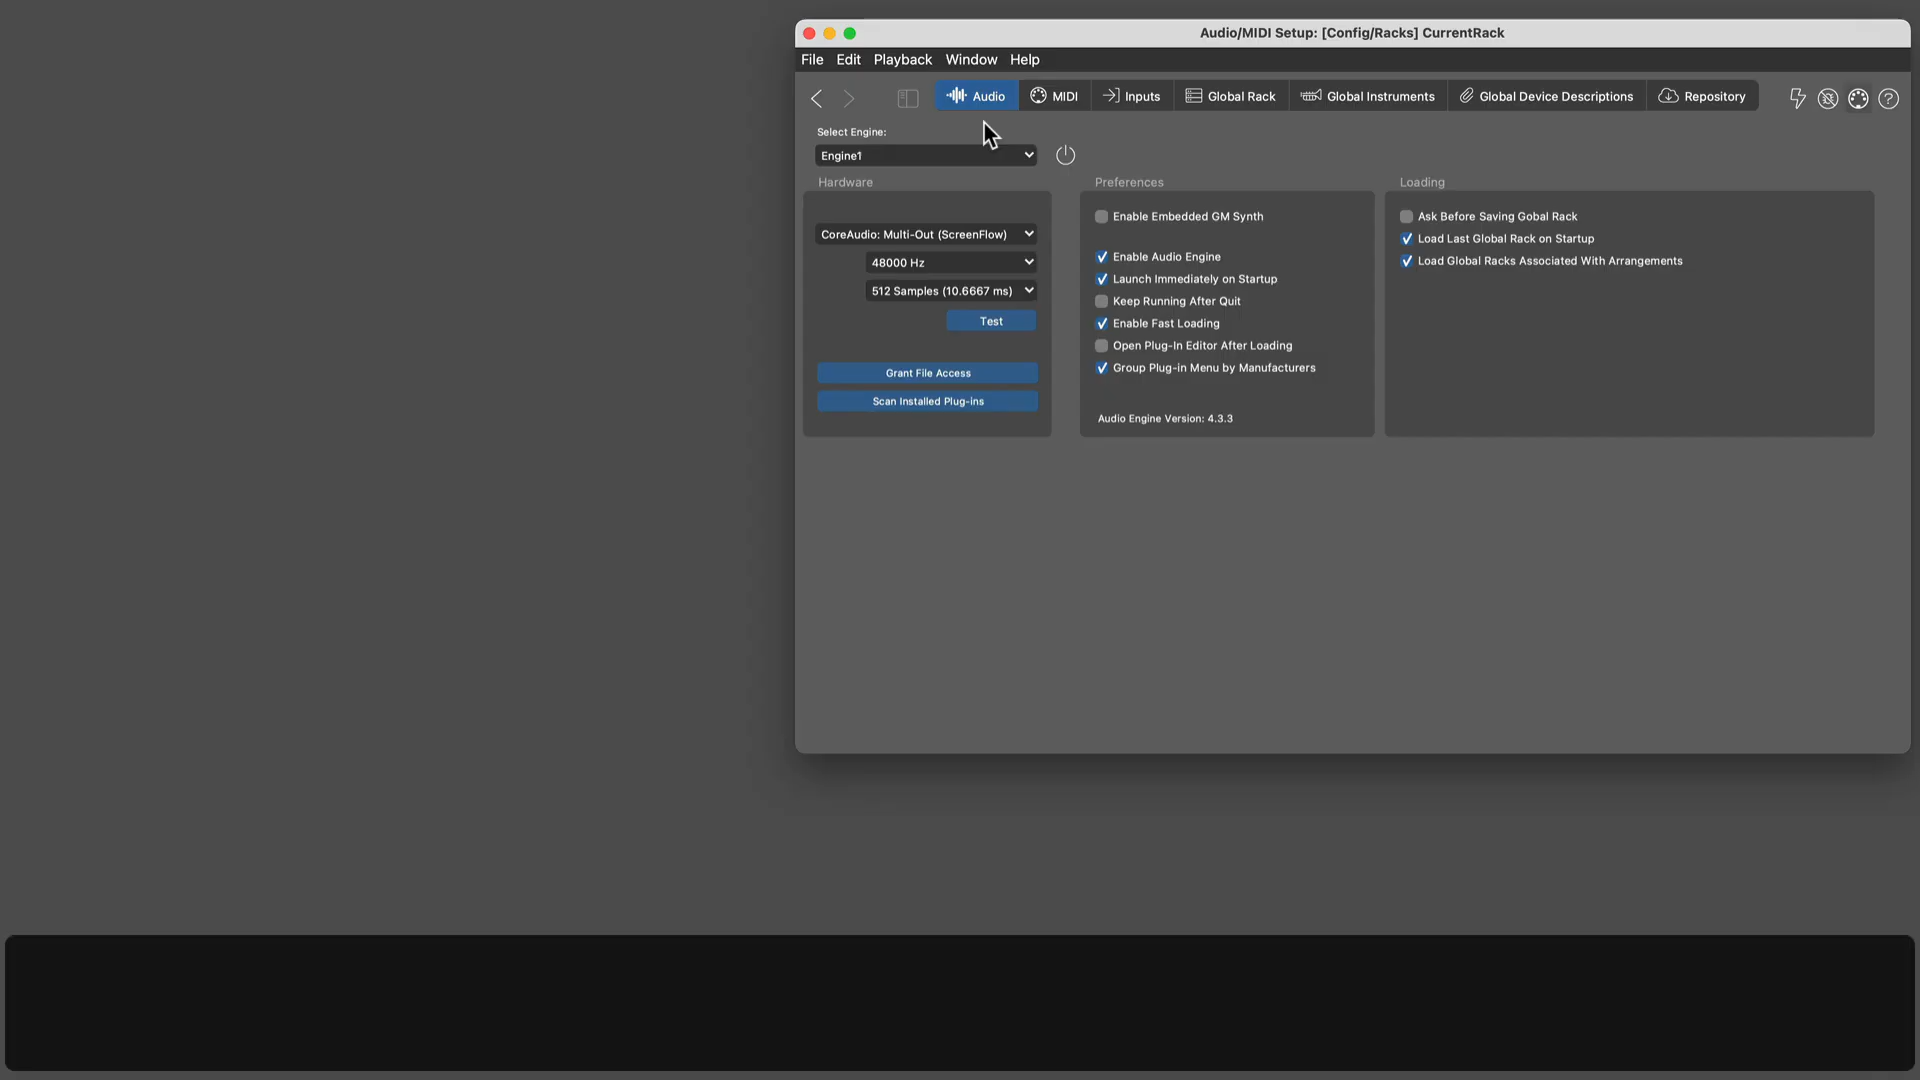 Audio/MIDI Setup: [Config/Racks] CurrentRack
File Edit Playback Window Help
Audio MIDI Inputs Global Rack Global Instruments Global Device Descriptions Repository
Select Engine:
Engine1
Hardware
CoreAudio: Multi-Out (ScreenFlow)
48000 Hz
512 Samples (10.6667 ms)
Test
Grant File Access
Scan Installed Plug-ins
Preferences
Enable Embedded GM Synth
Enable Audio Engine
Launch Immediately on Startup
Keep Running After Quit
Enable Fast Loading
Open Plug-In Editor After Loading
Group Plug-in Menu by Manufacturers
Audio Engine Version: 4.3.3
Loading
Ask Before Saving Gobal Rack
Load Last Global Rack on Startup
Load Global Racks Associated With Arrangements